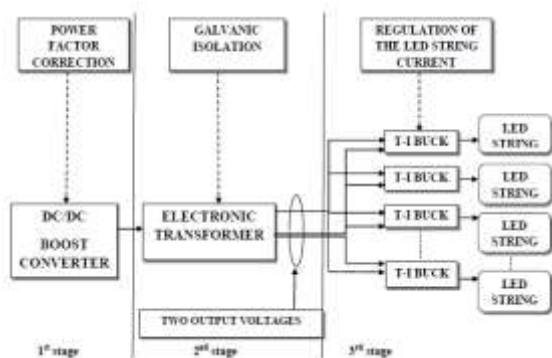 POWER
FACTOR
CORRECTION
GALVANIC
ISOLATION
REGULATION OF
THE LED STRING
CURRENT
T-I BUCK
LED
STRING
T-I BUCK
LED
STRING
DC/DC
BOOST
CONVERTER
ELECTRONIC
TRANSFORMER
T-I BUCK
LED
STRING
T-I BUCK
LED
STRING
TWO OUTPUT VOLTAGES
1st stage
2nd stage
3rd stage